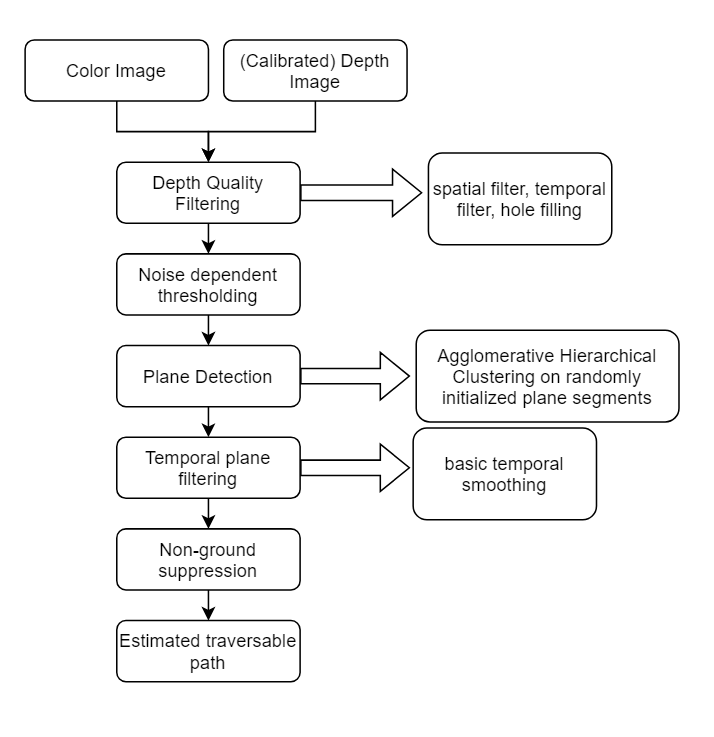 Color Image
(Calibrated) Depth
Image
Depth Quality
Filtering
spatial filter, temporal
filter, hole filling
Noise dependent
thresholding
Plane Detection
Agglomerative Hierarchical
Clustering on randomly
initialized plane segments
Temporal plane
filtering
basic temporal
smoothing
Non-ground
suppression
Estimated traversable
path